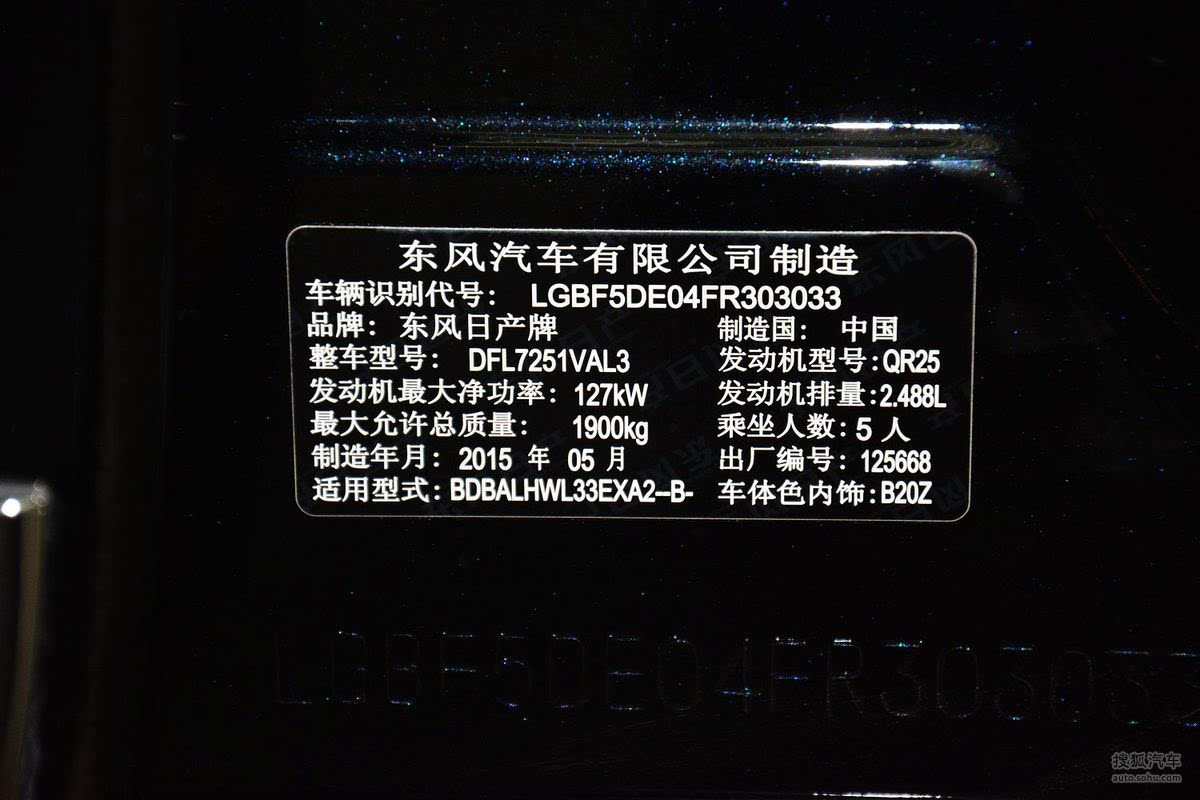 东风汽车有限公司制造
车辆识别代号： LGBF5DE04FR303033
品牌：东风日产牌 制造国： 中国
整车型号： DFL7251VAL3 发动机型号:QR25
发动机最大净功率：127kW 发动机排量:2.488L
最大允许总质量： 1900kg 乘坐人数:5 人
制造年月： 2015 年 05 月 出厂编号:125668
适用型式:BDBALHWL33EXA2--B- 车体色内饰:B20Z
LGBF5DE04FR303033
搜狐汽车
auto.sohu.com